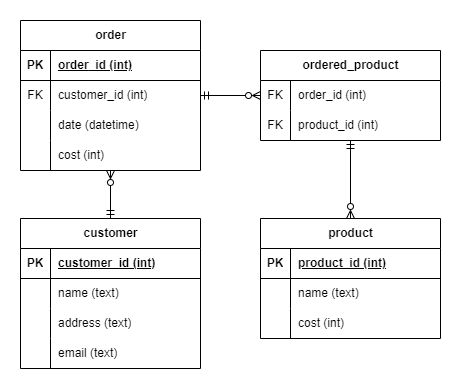 order
PK order_id (int)
FK customer_id (int)
date (datetime)
cost (int)
ordered_product
FK order_id (int)
FK product_id (int)
customer
PK customer_id (int)
name (text)
address (text)
email (text)
product
PK product_id (int)
name (text)
cost (int)